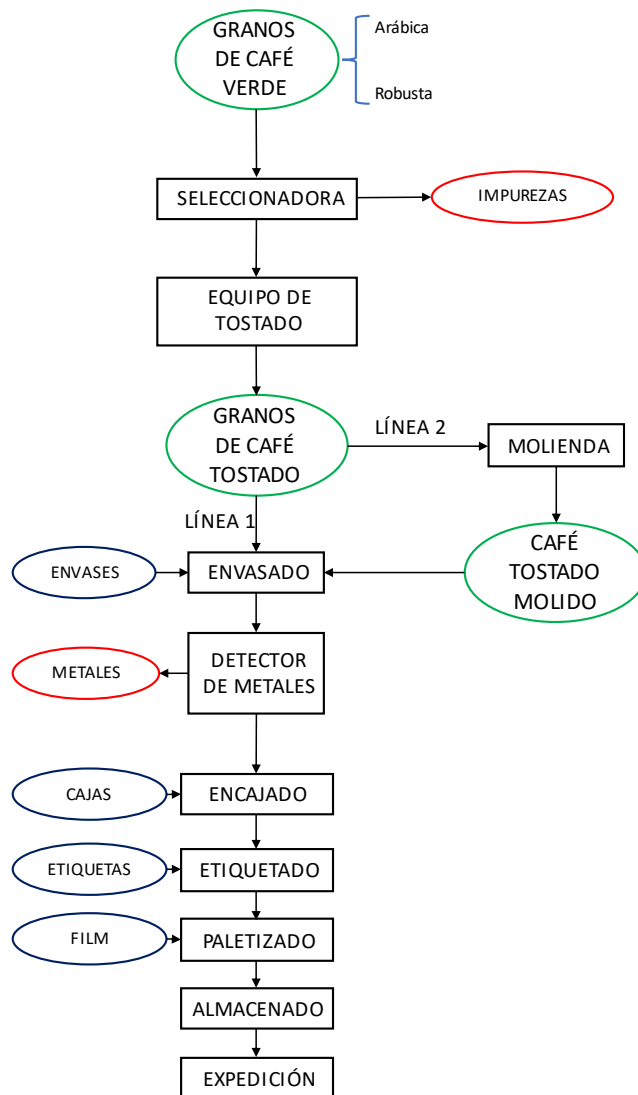 GRANOS
DE CAFÉ
VERDE
Arábica
Robusta
SELECCIONADORA
IMPUREZAS
EQUIPO DE
TOSTADO
GRANOS
DE CAFÉ
TOSTADO
LÍNEA 2
MOLIENDA
LÍNEA 1
CAFÉ
TOSTADO
MOLIDO
ENVASES
ENVASADO
METALES
DETECTOR
DE METALES
CAJAS
ENCAJADO
ETIQUETAS
ETIQUETADO
FILM
PALETIZADO
ALMACENADO
EXPEDICIÓN